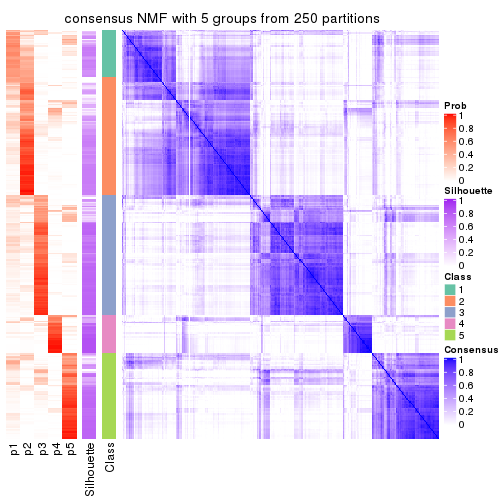 consensus NMF with 5 groups from 250 partitions
Prob
1
0.8
0.6
0.4
0.2
0
Silhouette
1
0.8
0.6
0.4
0.2
0
Class
1
2
3
4
5
Consensus
1
0.8
0.6
0.4
0.2
0
p1
p2
p3
p4
p5
Silhouette
Class